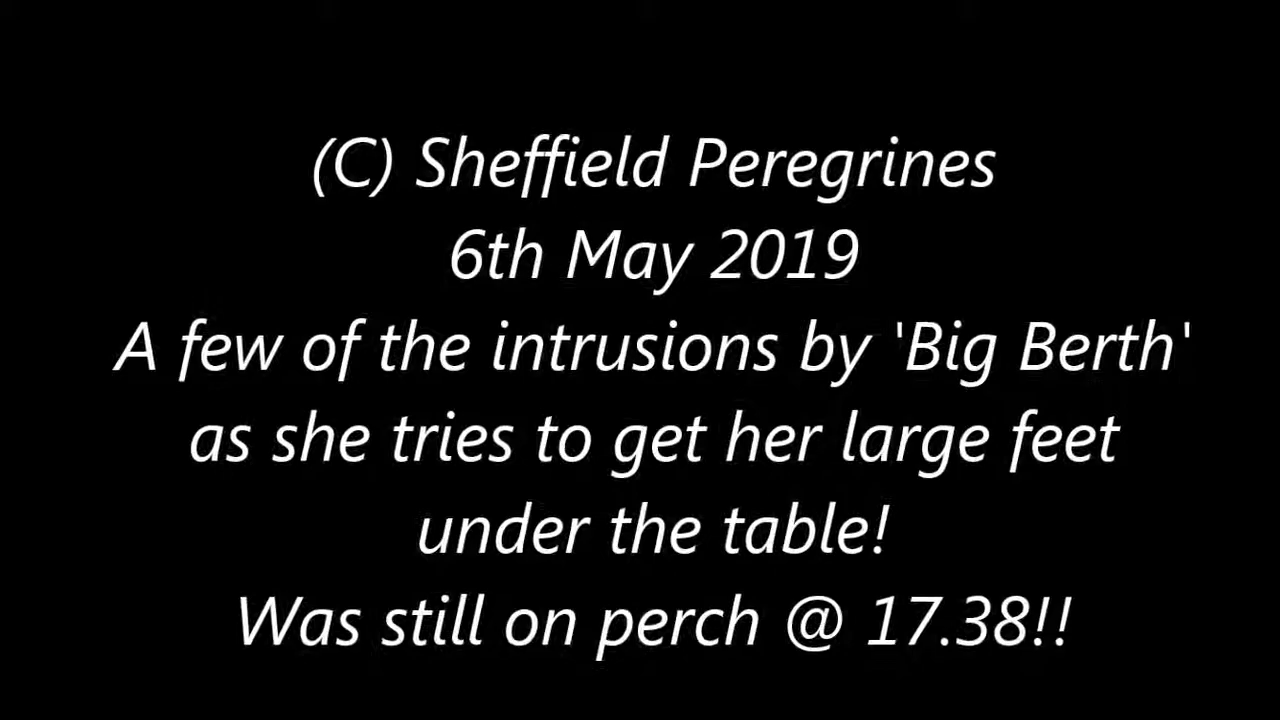 (C) Sheffield Peregrines
6th May 2019
A few of the intrusions by 'Big Berth'
as she tries to get her large feet
under the table!
Was still on perch @ 17.38!!